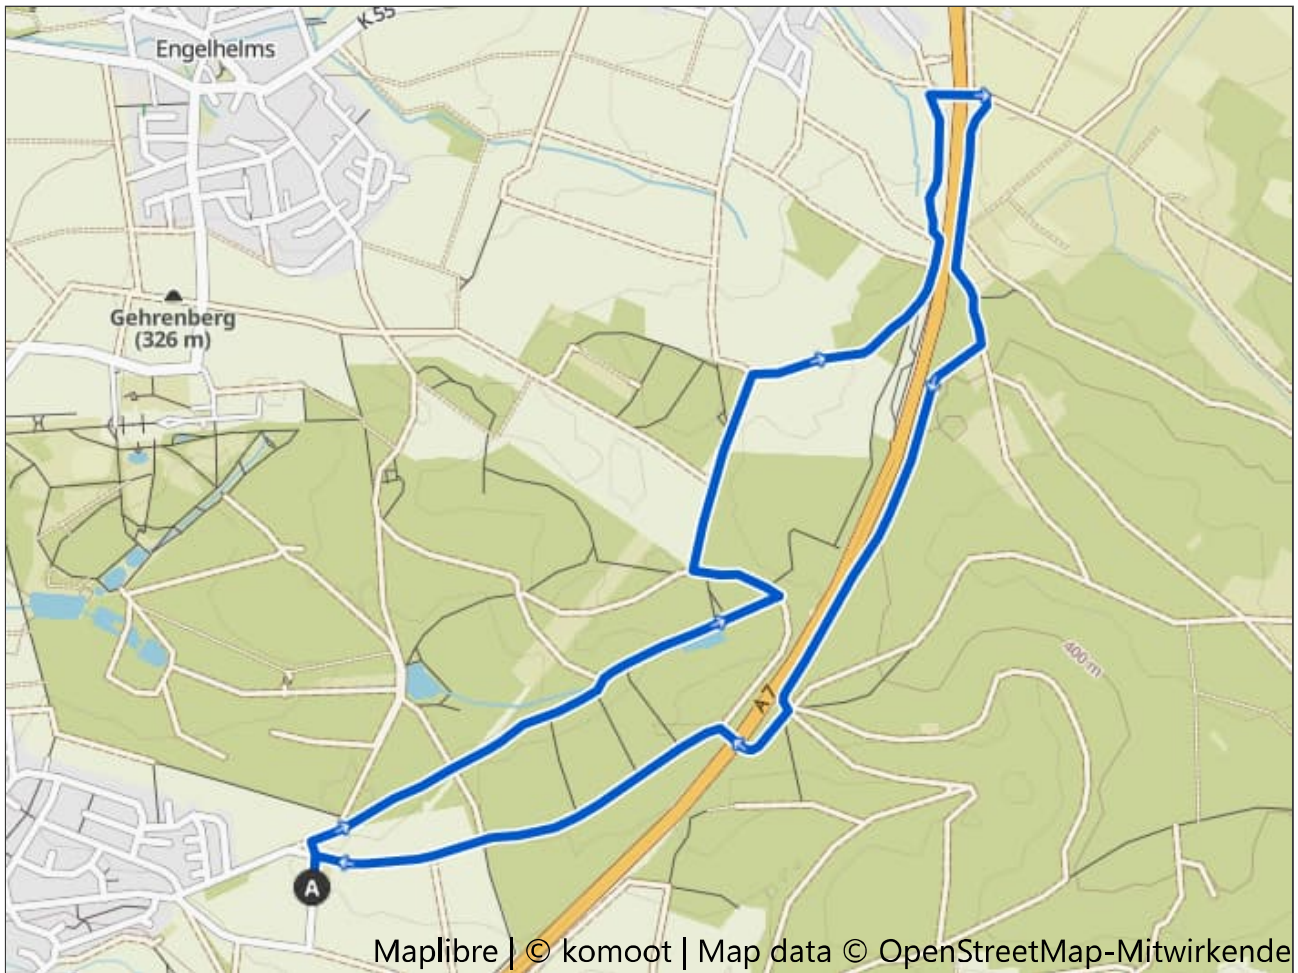 K 55
Engelhelms
Gehrenberg
(326 m)
400 m
A 7
A
Maplibre | © komoot | Map data © OpenStreetMap-Mitwirkende